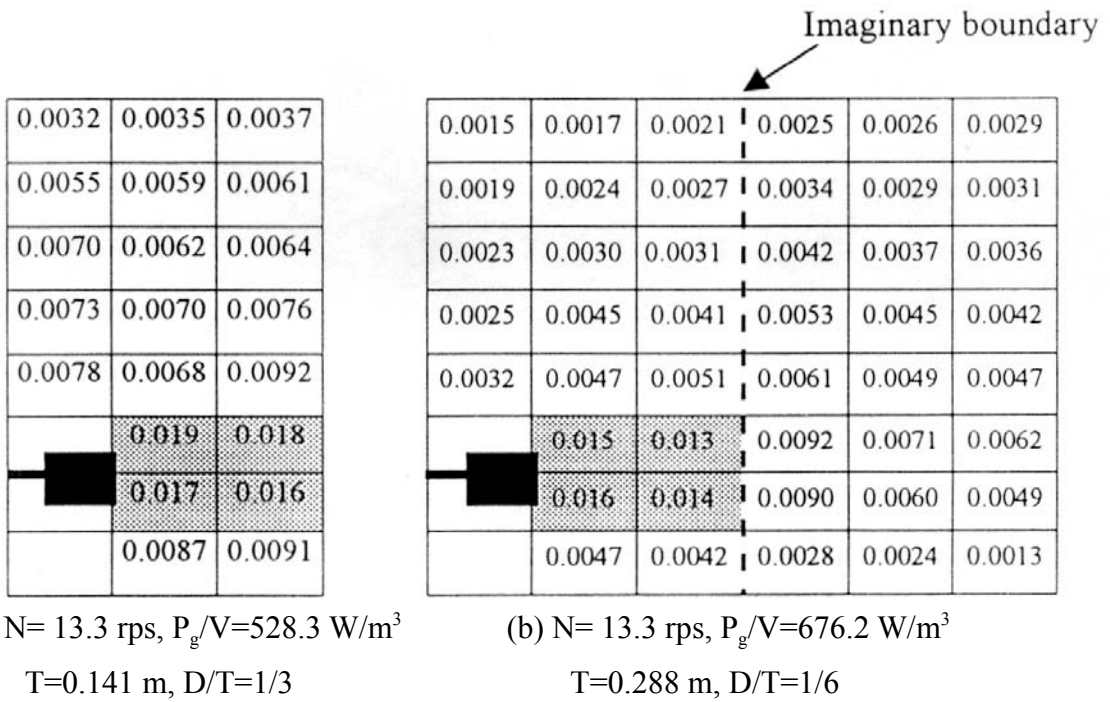 Imaginary boundary
0.0032 0.0035 0.0037
0.0055 0.0059 0.0061
0.0070 0.0062 0.0064
0.0073 0.0070 0.0076
0.0078 0.0068 0.0092
0.019 0.018
0.017 0.016
0.0087 0.0091
N= 13.3 rps, Pg/V=528.3 W/m³
T=0.141 m, D/T=1/3
0.0015 0.0017 0.0021 0.0025 0.0026 0.0029
0.0019 0.0024 0.0027 0.0034 0.0029 0.0031
0.0023 0.0030 0.0031 0.0042 0.0037 0.0036
0.0025 0.0045 0.0041 0.0053 0.0045 0.0042
0.0032 0.0047 0.0051 0.0061 0.0049 0.0047
0.015 0.013 0.0092 0.0071 0.0062
0.016 0.014 0.0090 0.0060 0.0049
0.0047 0.0042 0.0028 0.0024 0.0013
(b) N= 13.3 rps, Pg/V=676.2 W/m³
T=0.288 m, D/T=1/6